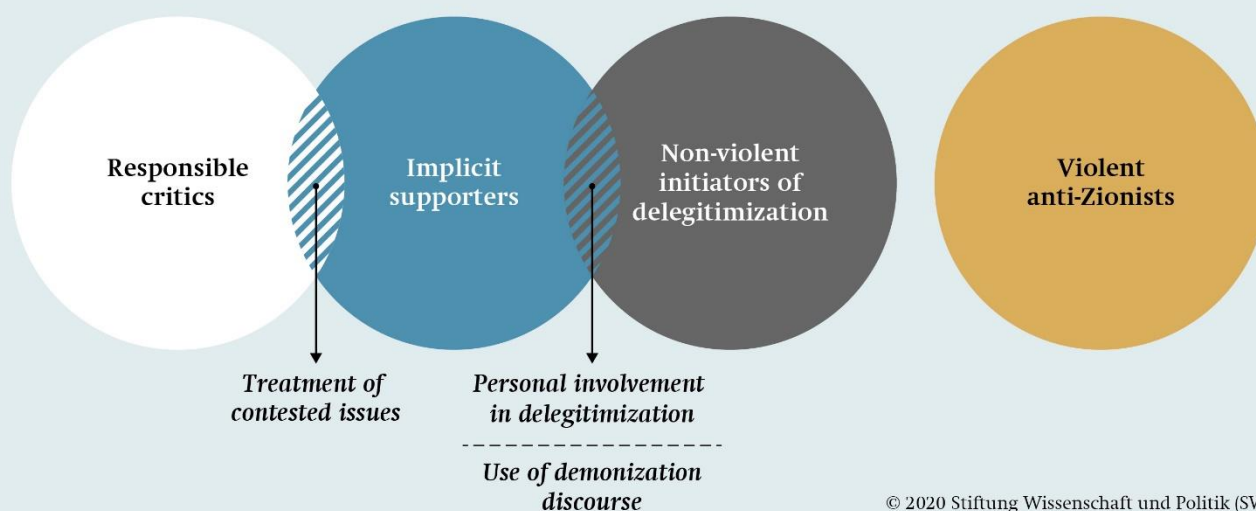 Responsible
critics
Implicit
supporters
Non-violent
initiators of
delegitimization
Violent
anti-Zionists
Treatment of
contested issues
Personal involvement
in delegitimization
Use of demonization
discourse
© 2020 Stiftung Wissenschaft und Politik